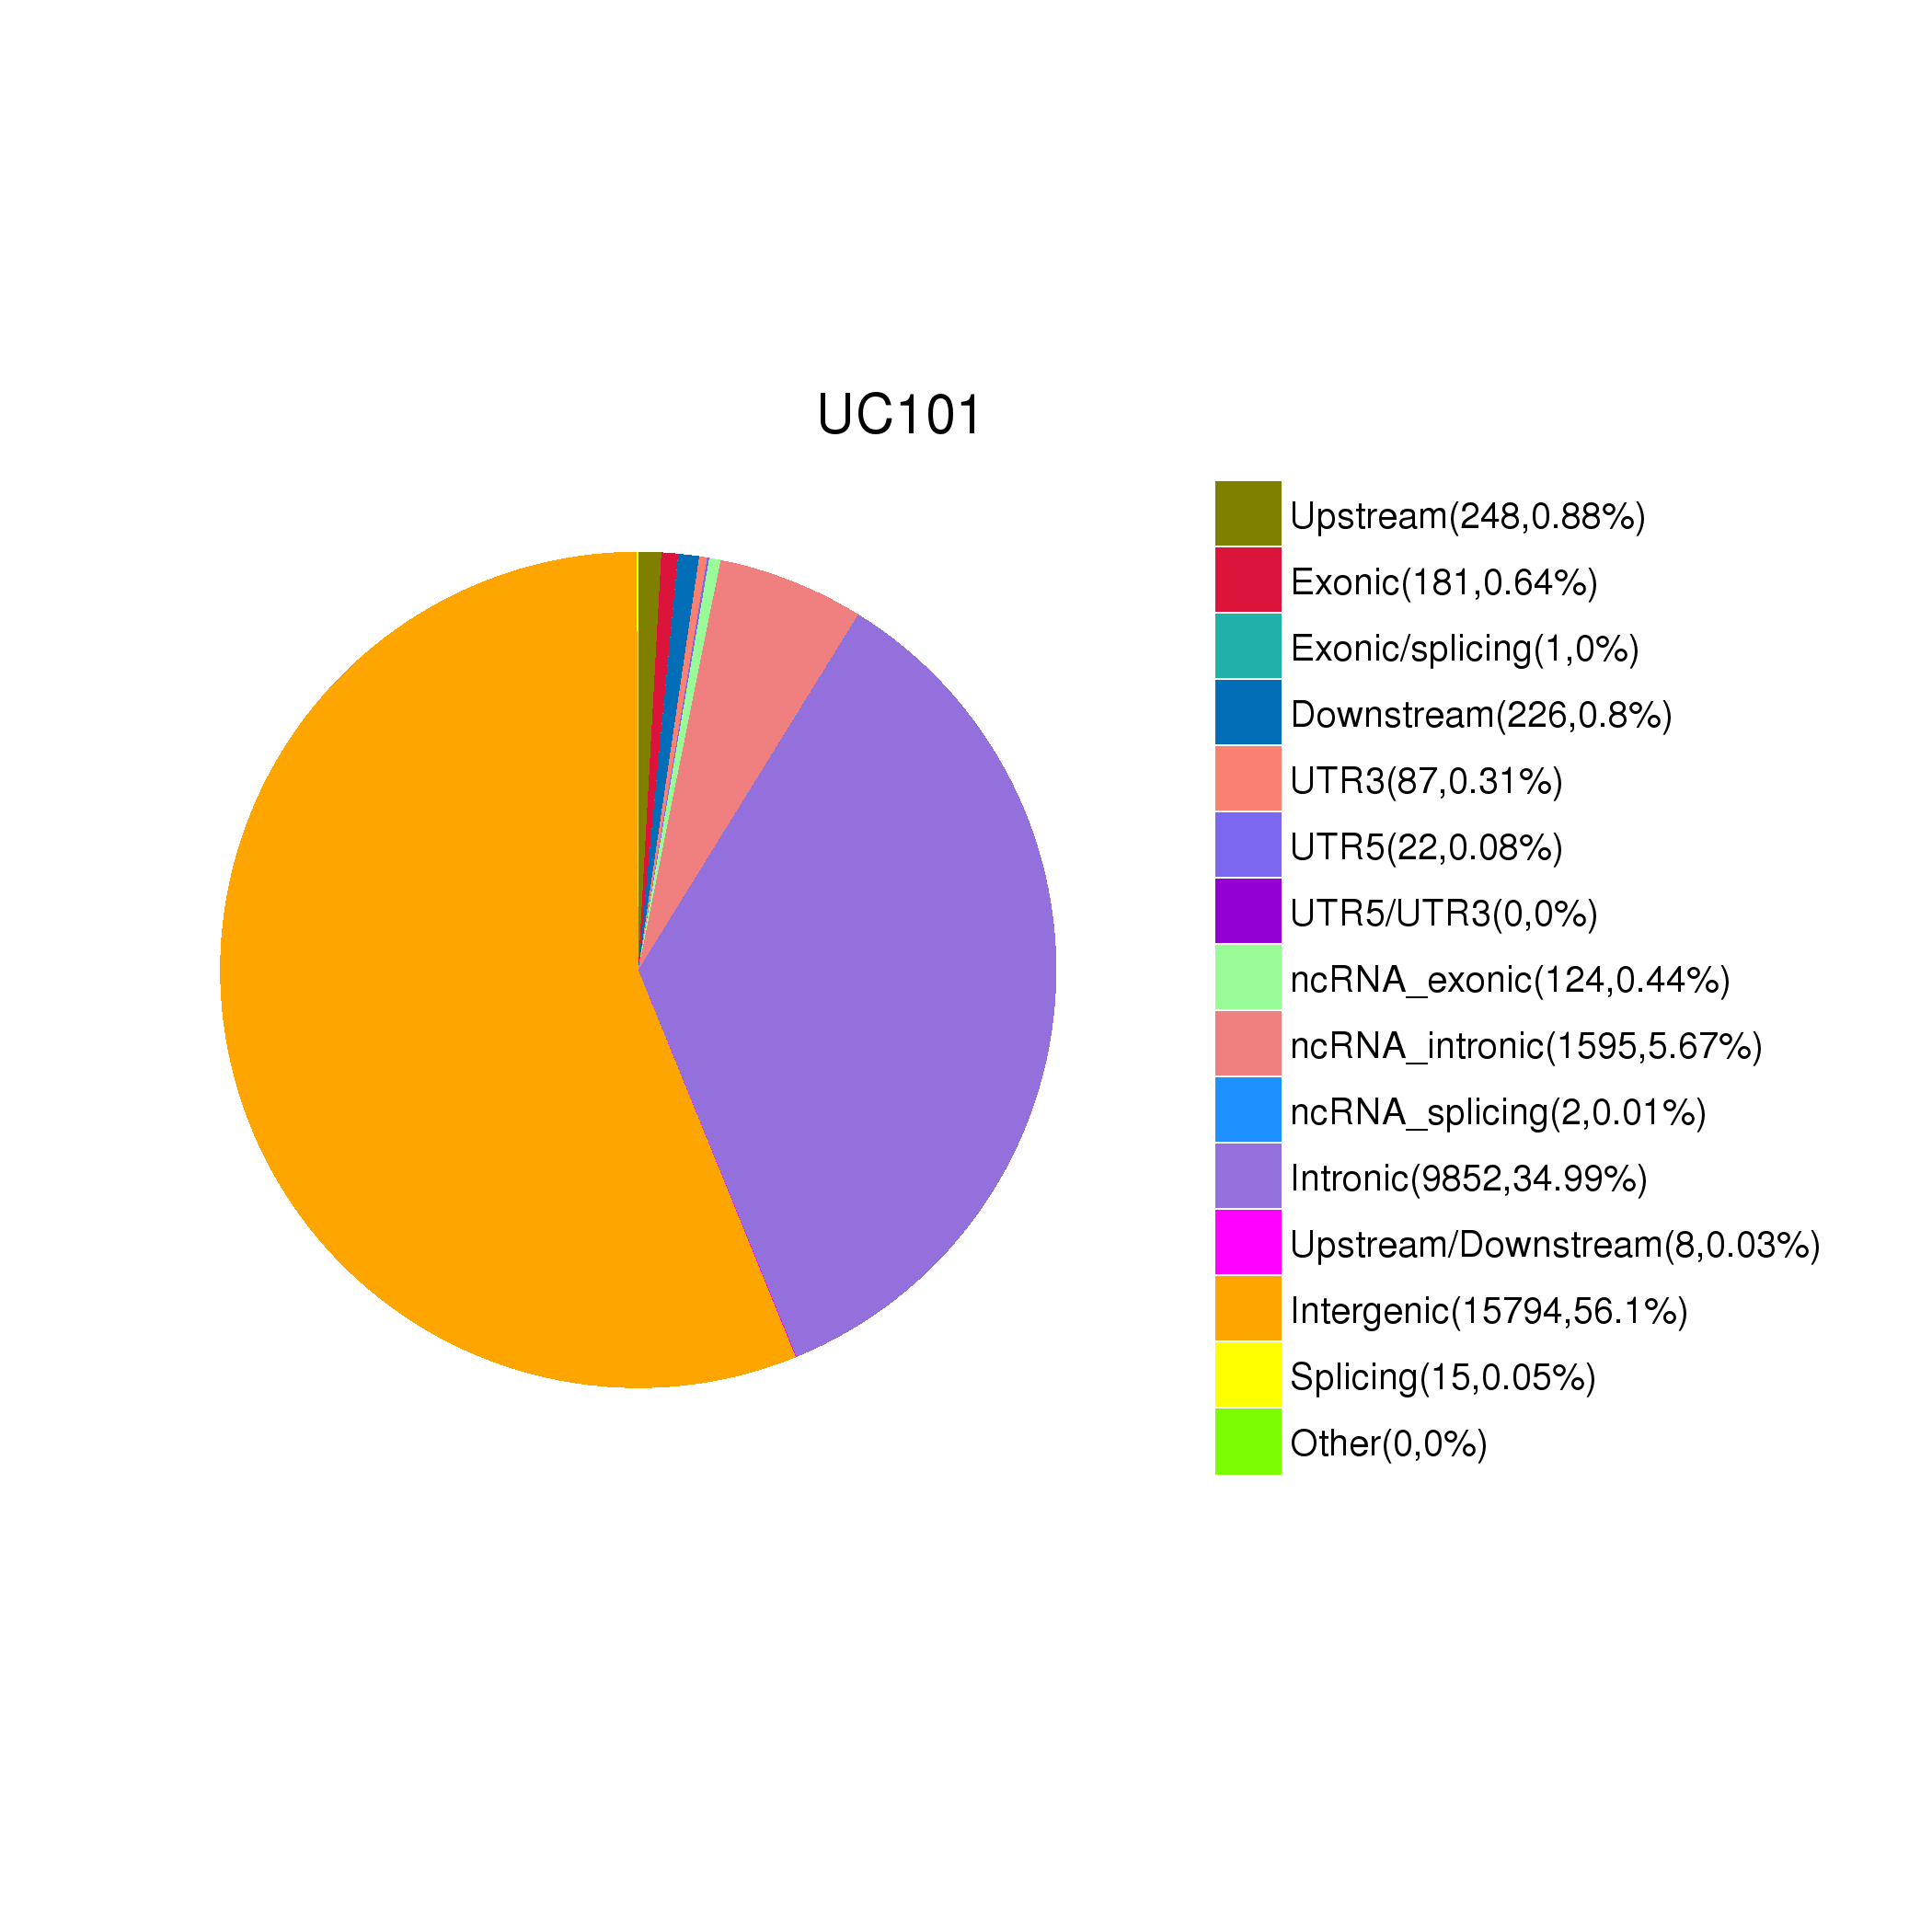 UC101
Upstream(248,0.88%)
Exonic(181,0.64%)
Exonic/splicing(1,0%)
Downstream(226,0.8%)
UTR3(87,0.31%)
UTR5(22,0.08%)
UTR5/UTR3(0,0%)
ncRNA_exonic(124,0.44%)
ncRNA_intronic(1595,5.67%)
ncRNA_splicing(2,0.01%)
Intronic(9852,34.99%)
Upstream/Downstream(8,0.03%)
Intergenic(15794,56.1%)
Splicing(15,0.05%)
Other(0,0%)